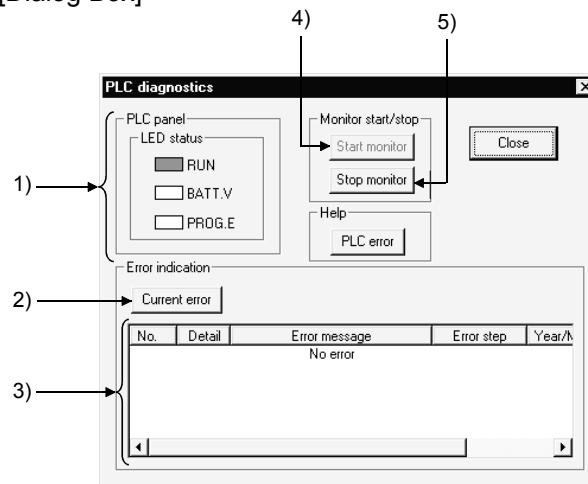 [Dialog Box]
4)
5)
PLC diagnostics
PLC panel
LED status
RUN
BATT.V
PROG.E
Monitor start/stop
Start monitor
Stop monitor
Close
Help
PLC error
1)
Error indication
2)
Current error
No. Detail Error message Error step Year/M
No error
3)